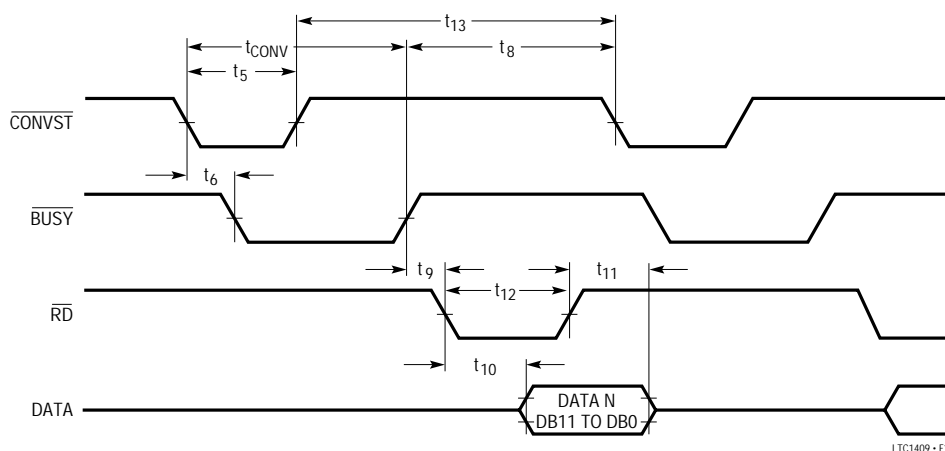 t13
tCONV
t8
t5
CONVST
t6
BUSY
t9
t11
t12
RD
t10
DATA
DATA N
DB11 TO DB0
LTC1409 •